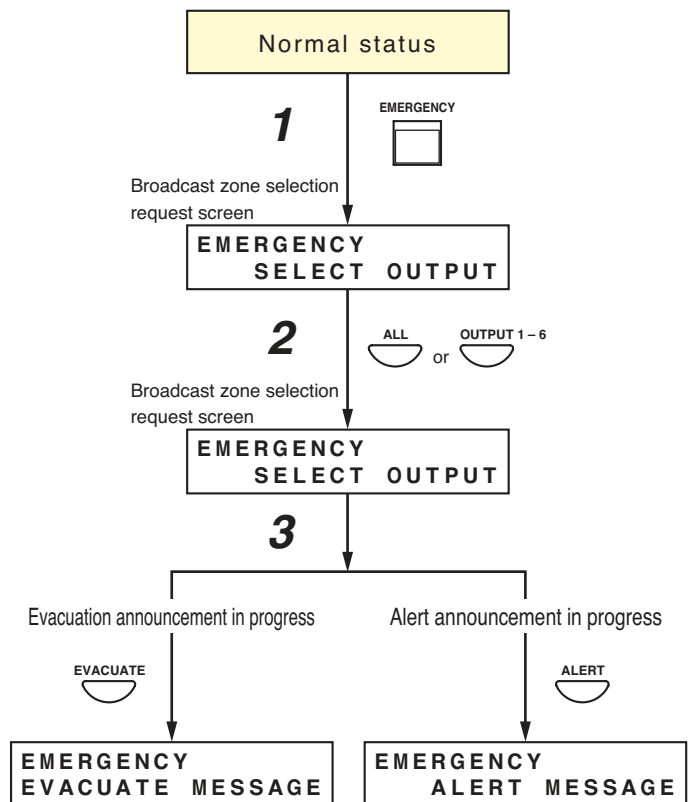 Normal status
1
EMERGENCY
Broadcast zone selection
request screen
EMERGENCY
SELECT OUTPUT
2
ALL
or
OUTPUT 1 – 6
Broadcast zone selection
request screen
EMERGENCY
SELECT OUTPUT
3
Evacuation announcement in progress
Alert announcement in progress
EVACUATE
ALERT
EMERGENCY
EVACUATE MESSAGE
EMERGENCY
ALERT MESSAGE